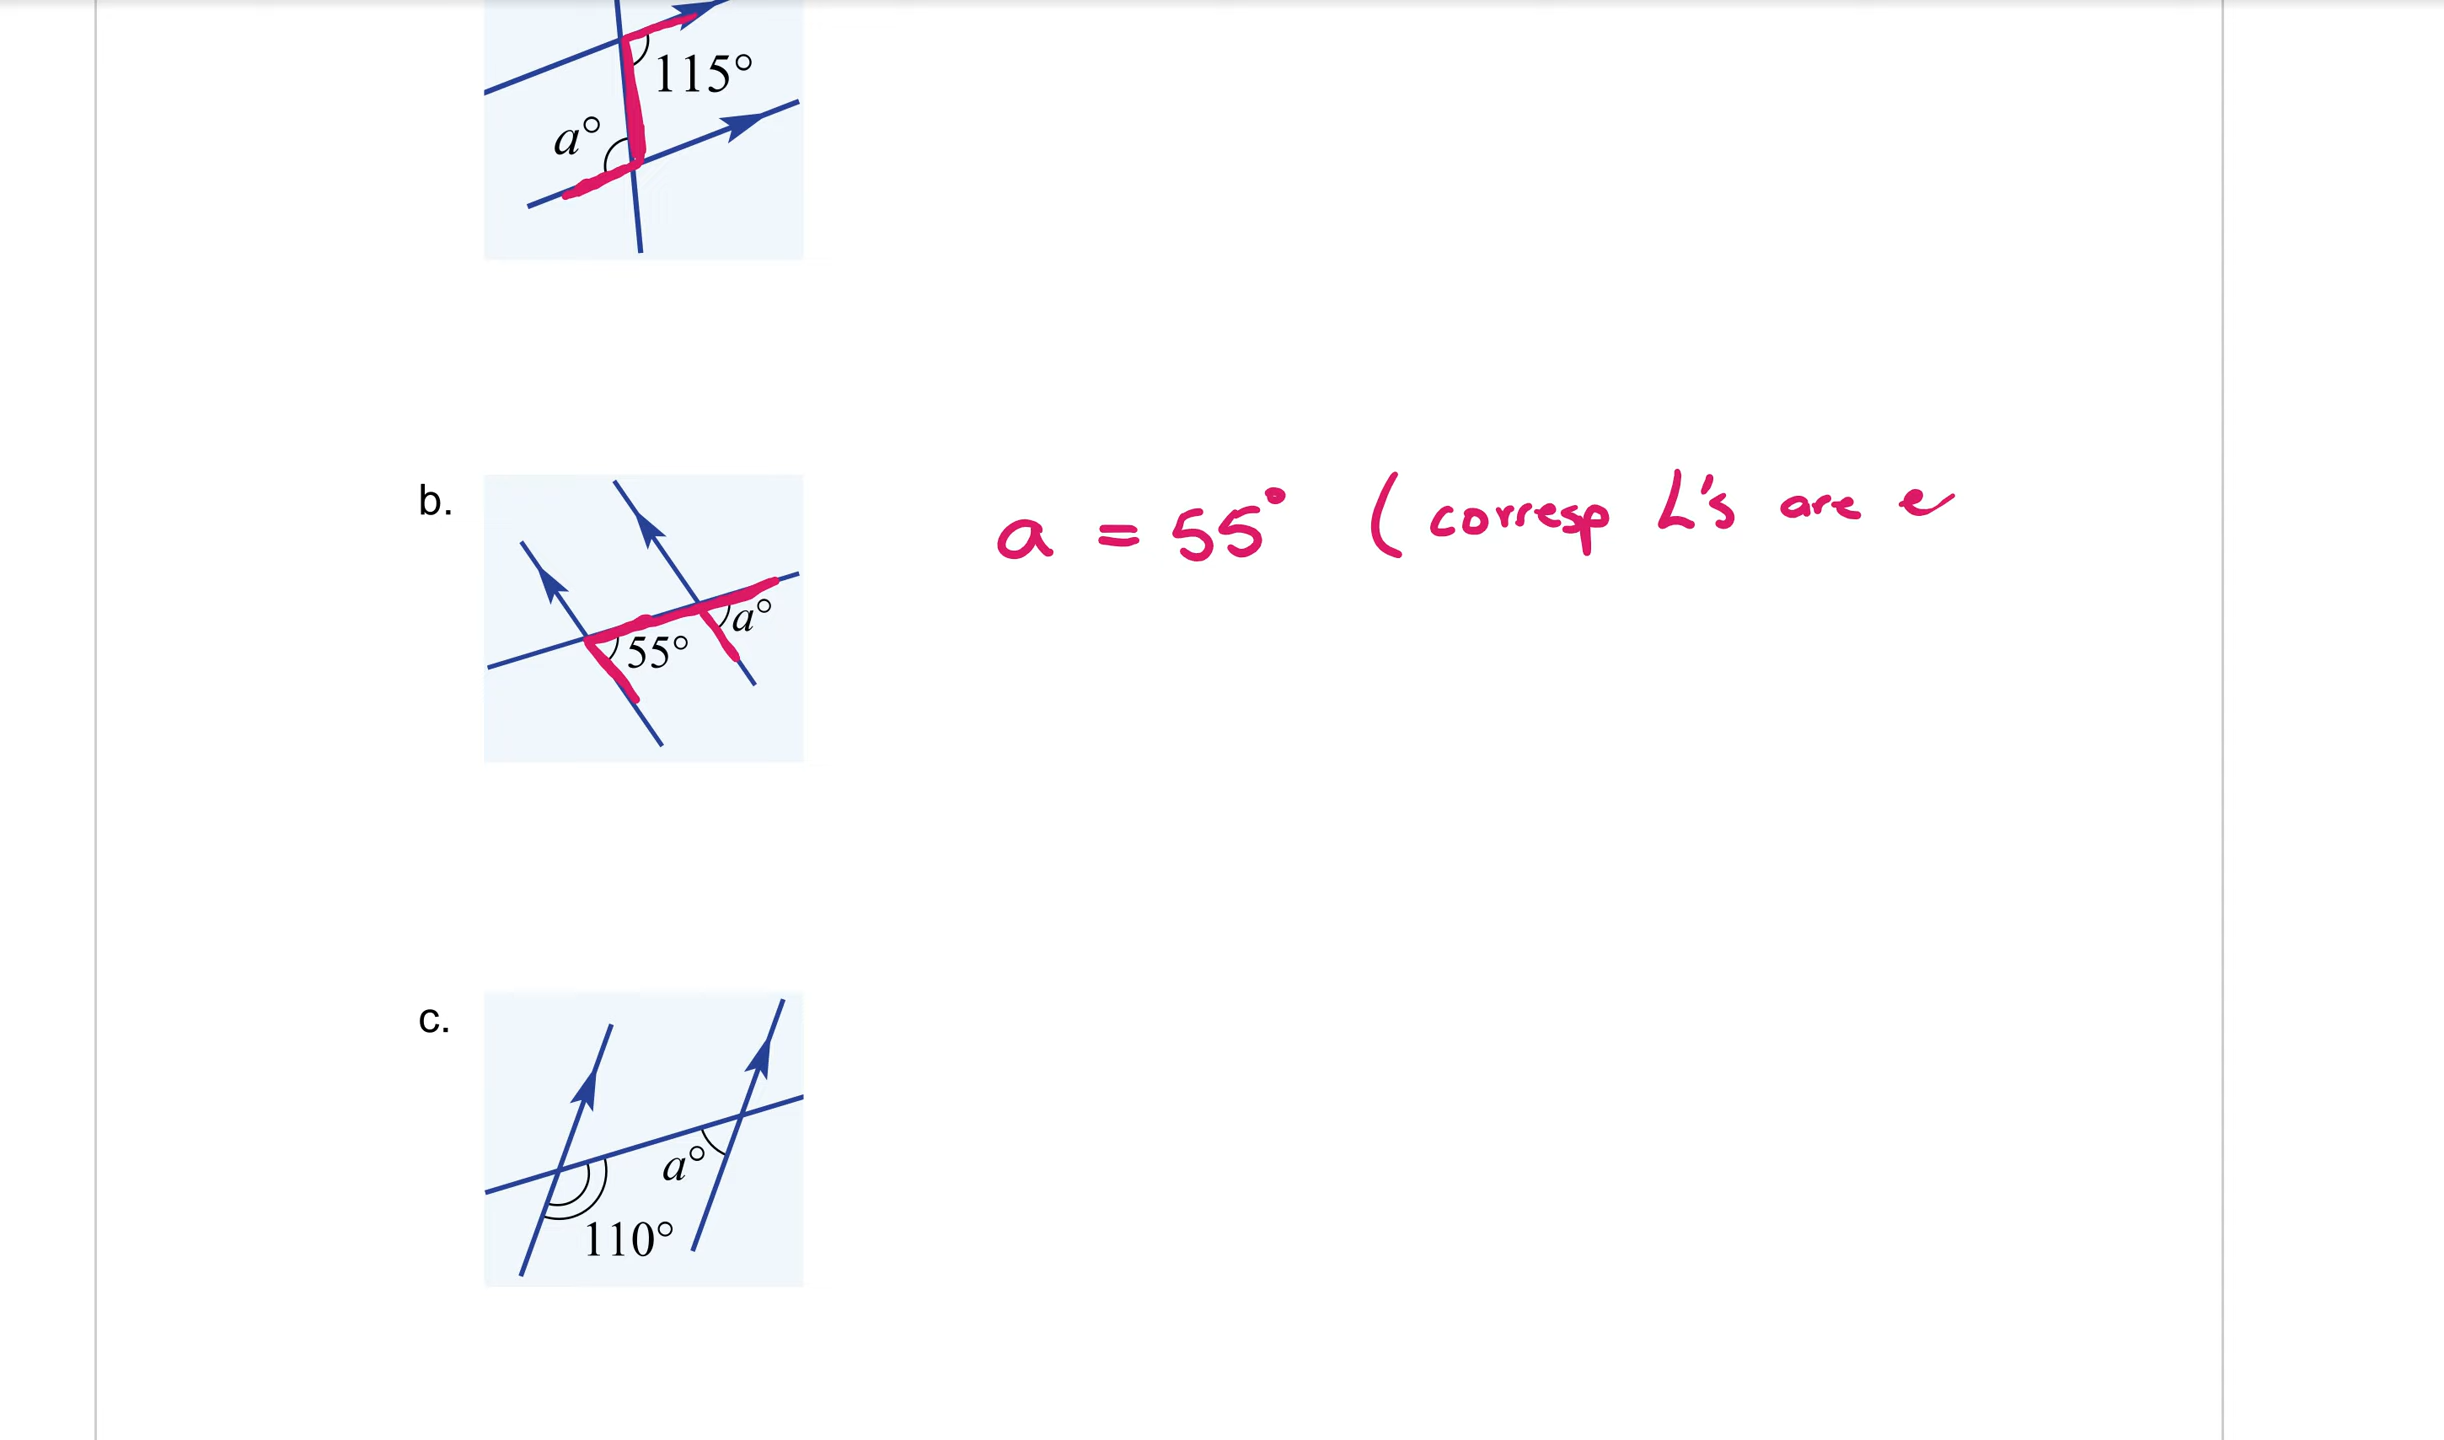 115°
a°
b.
a = 55° ( corresp ∠'s are e
a°
55°
c.
a°
110°